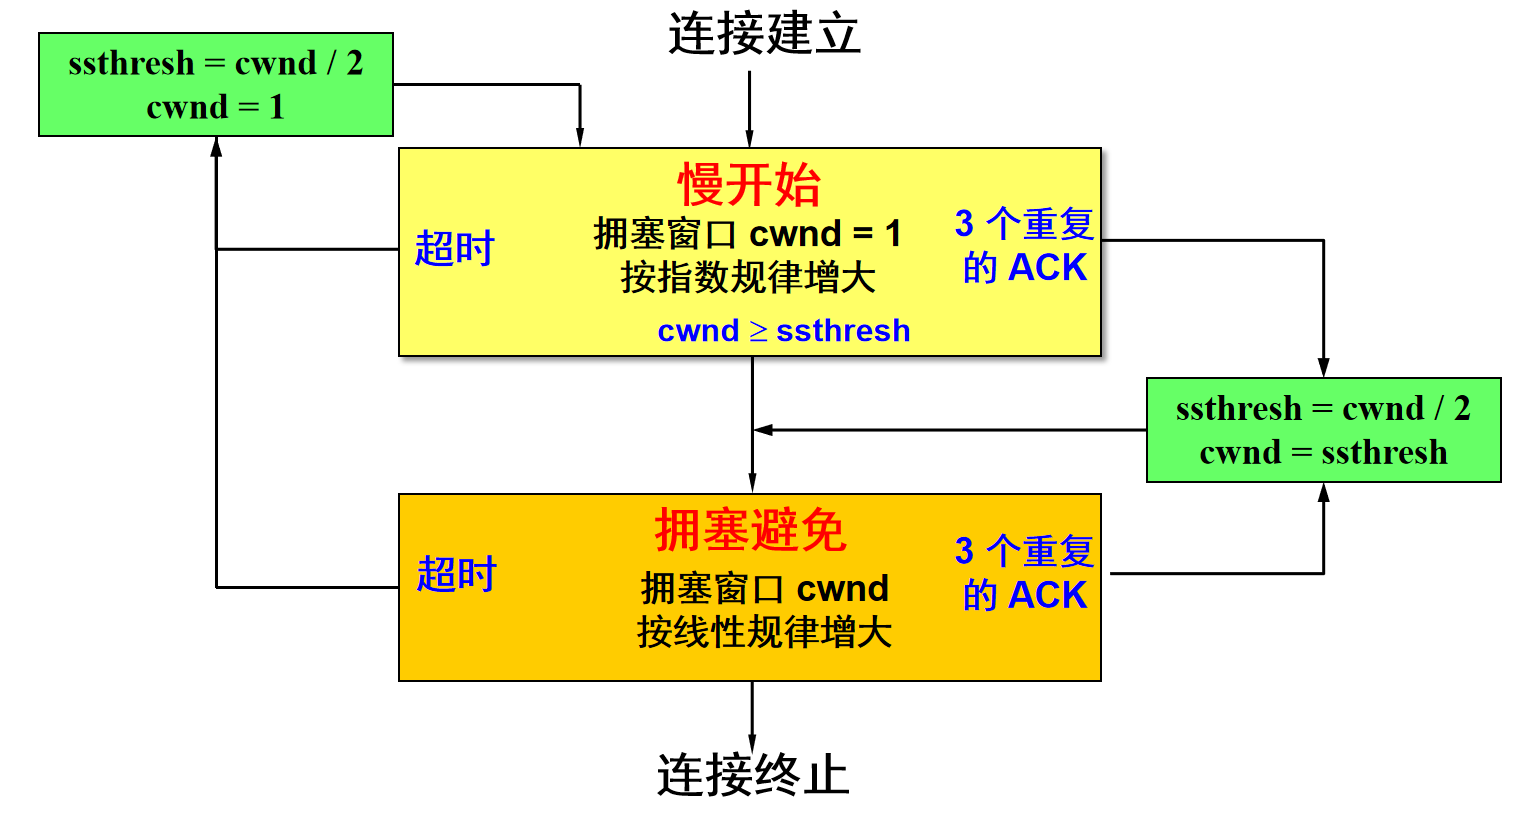 连接建立
ssthresh = cwnd / 2
cwnd = 1
慢开始
拥塞窗口 cwnd = 1
按指数规律增大
超时
3 个重复
的 ACK
cwnd ≥ ssthresh
ssthresh = cwnd / 2
cwnd = ssthresh
拥塞避免
拥塞窗口 cwnd
按线性规律增大
超时
3 个重复
的 ACK
连接终止